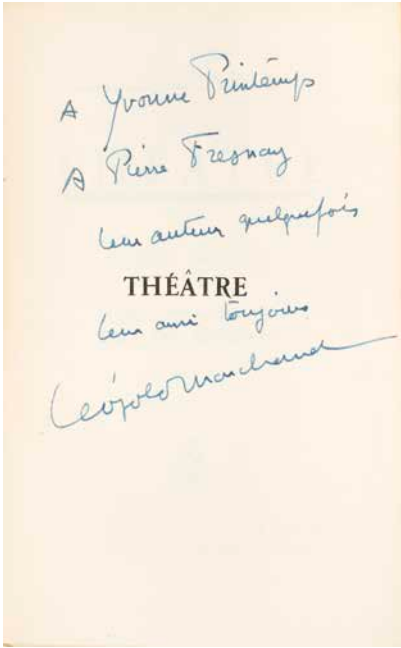 A Yvonne Printemps
A Pierre Fresnay
leur auteur quelquefois
THÉÂTRE
leur ami toujours
Léopold Marchand